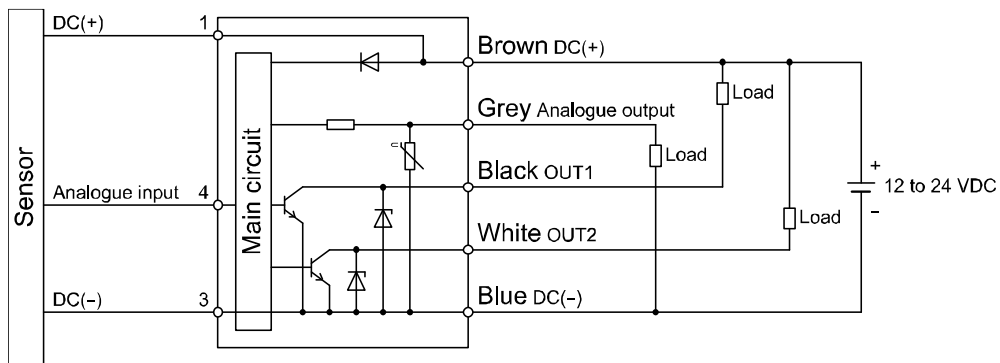 DC(+)
1
Brown DC(+)
Load
Grey Analogue output
Sensor
Main circuit
Load
+
Black OUT1
Analogue input
4
12 to 24 VDC
Load
−
White OUT2
DC(−)
3
Blue DC(−)